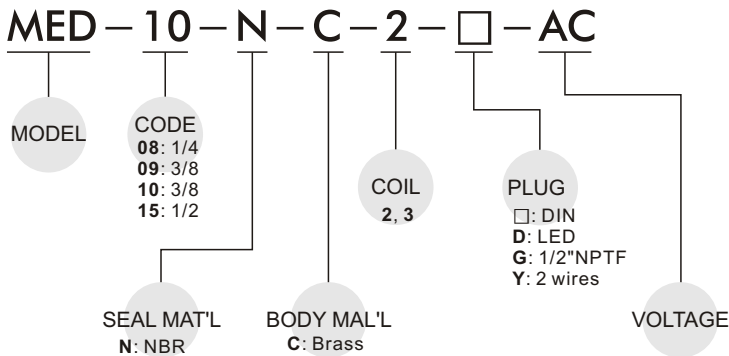 MED – 10 – N – C – 2 – □ – AC
MODEL
CODE
08: 1/4
09: 3/8
10: 3/8
15: 1/2
COIL
2, 3
PLUG
□: DIN
D: LED
G: 1/2"NPTF
Y: 2 wires
SEAL MAT'L
N: NBR
BODY MAL'L
C: Brass
VOLTAGE